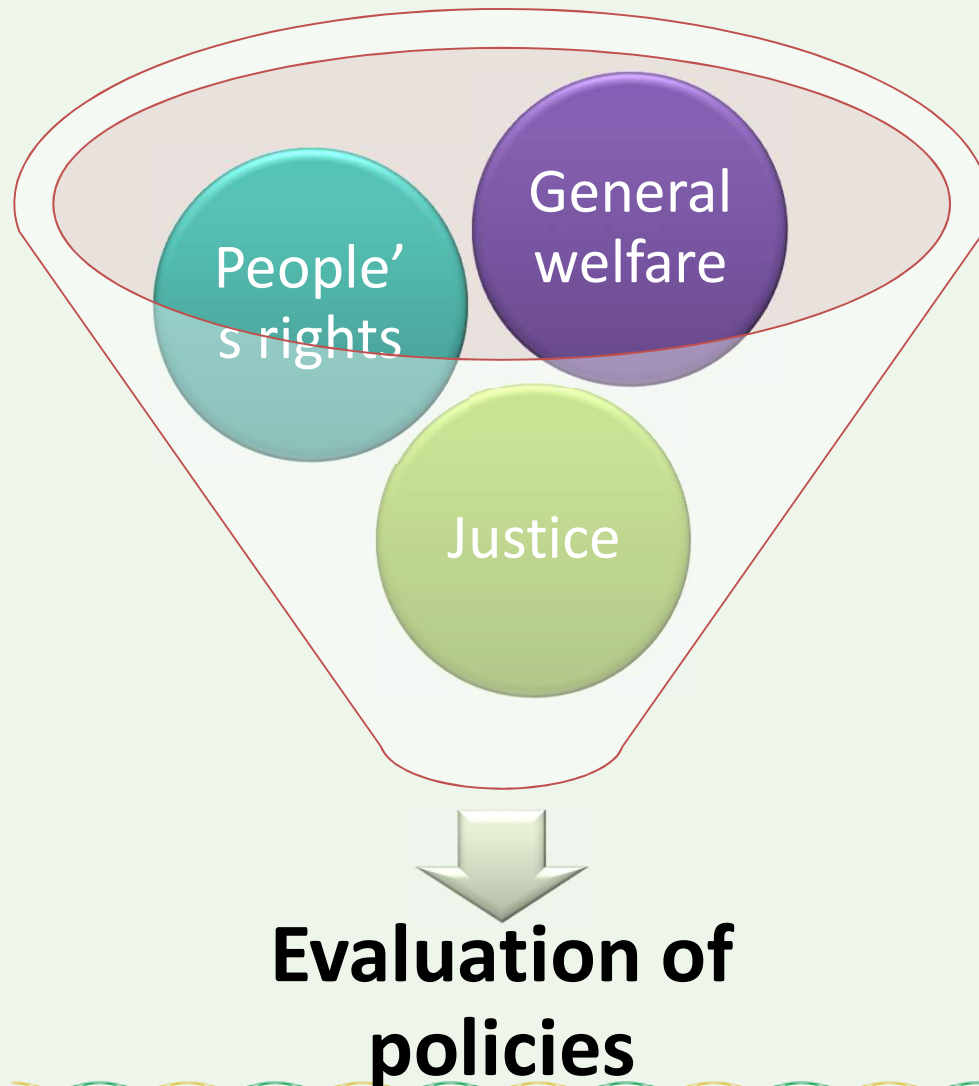 General
welfare
People’
s rights
Justice
Evaluation of
policies